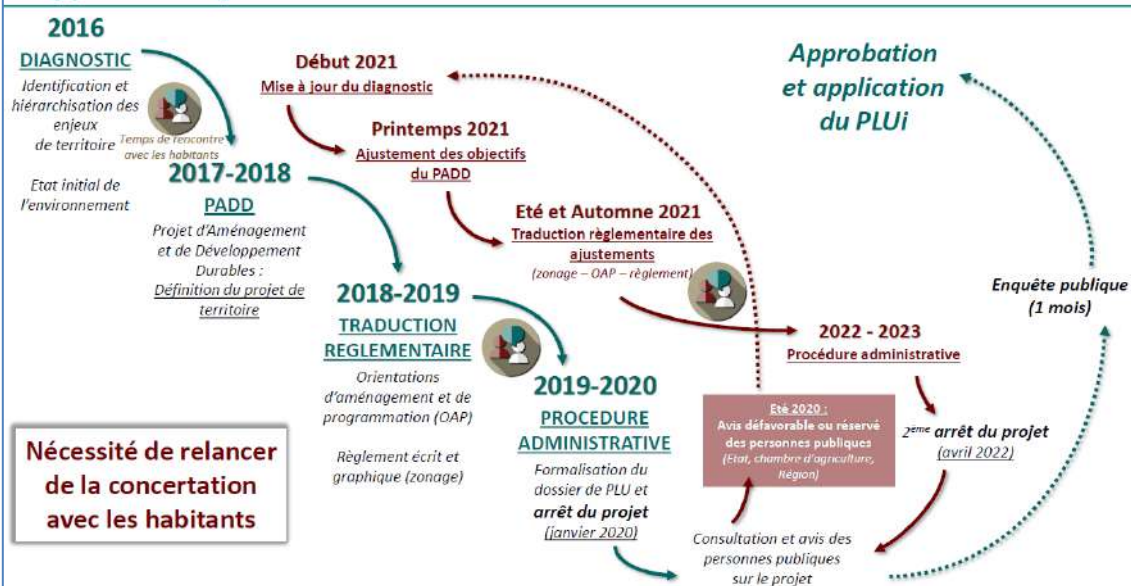 2016
DIAGNOSTIC
Identification et
hiérarchisation des
enjeux
de territoire
Etat initial de
l'environnement
Temps de rencontre
avec les habitants
2017-2018
PADD
Projet d'Aménagement
et de Développement
Durables :
Définition du projet de
territoire
2018-2019
TRADUCTION
REGLEMENTAIRE
Orientations
d'aménagement et de
programmation (OAP)
Règlement écrit et
graphique (zonage)
2019-2020
PROCEDURE
ADMINISTRATIVE
Formalisation du
dossier de PLU et
arrêt du projet
(janvier 2020)
Consultation et avis des
personnes publiques
sur le projet
Eté 2020 :
Avis défavorable ou réservé
des personnes publiques
(Etat, chambre d'agriculture,
Région)
Début 2021
Mise à jour du diagnostic
Printemps 2021
Ajustement des objectifs
du PADD
Eté et Automne 2021
Traduction règlementaire des
ajustements
(zonage – OAP – règlement)
2022 - 2023
Procédure administrative
2ème arrêt du projet
(avril 2022)
Enquête publique
(1 mois)
Approbation
et application
du PLUi
Nécessité de relancer
de la concertation
avec les habitants